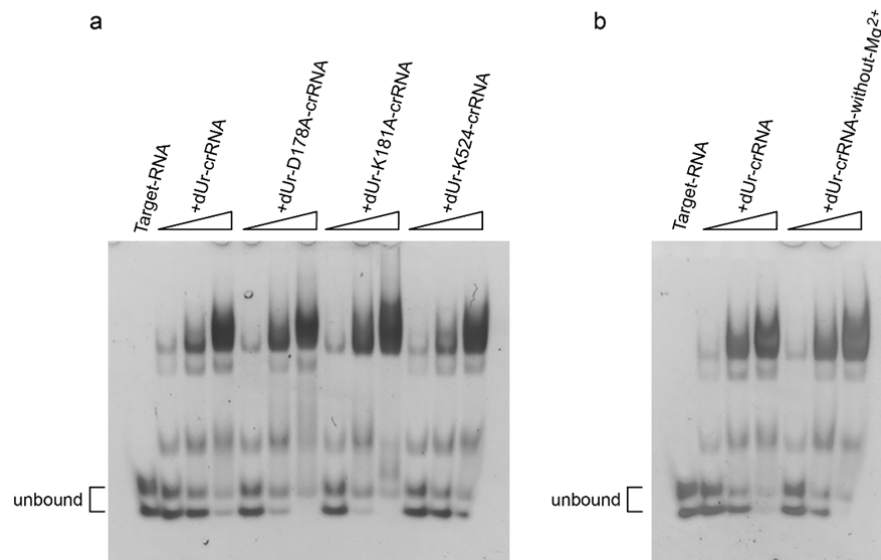 a
Target-RNA
+dUr-crRNA
+dUr-D178A-crRNA
+dUr-K181A-crRNA
+dUr-K524-crRNA
unbound
b
Target-RNA
+dUr-crRNA
+dUr-crRNA-without-Mg²⁺
unbound